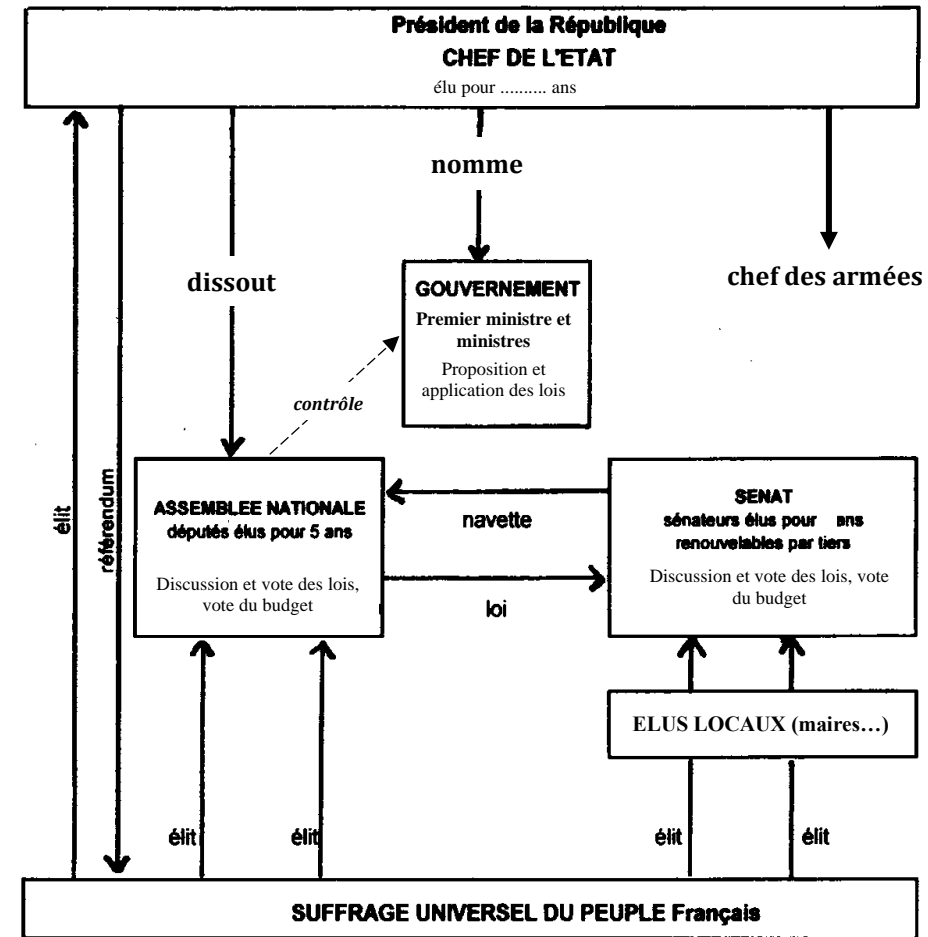 Président de la République
CHEF DE L'ETAT
élu pour .......... ans
nomme
dissout
chef des armées
GOUVERNEMENT
Premier ministre et
ministres
Proposition et
application des lois
contrôle
élit
référendum
ASSEMBLEE NATIONALE
députés élus pour 5 ans
Discussion et vote des lois,
vote du budget
navette
loi
SENAT
sénateurs élus pour ans
renouvelables par tiers
Discussion et vote des lois, vote
du budget
ELUS LOCAUX (maires…)
élit
élit
élit
élit
SUFFRAGE UNIVERSEL DU PEUPLE Français